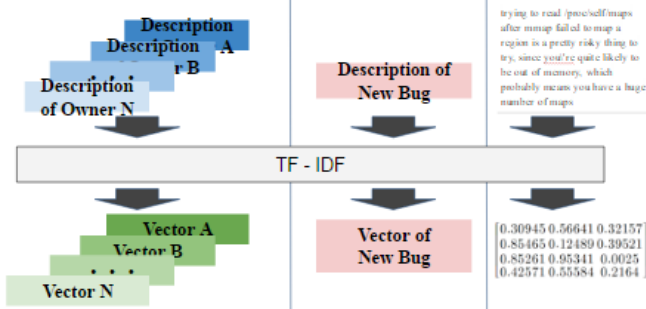 Description
A
Description
r B
. . .
Description
of Owner N
Description of
New Bug
trying to read /proc/self/maps
after mmap failed to map a
region is a pretty risky thing to
try, since you're quite likely to
be out of memory, which
probably means you have a huge
number of maps
TF - IDF
Vector A
Vector B
. . .
Vector N
Vector of
New Bug
0.30945 0.56641 0.32157
0.85465 0.12489 0.39521
0.85261 0.95341 0.0025
0.42571 0.55584 0.2164